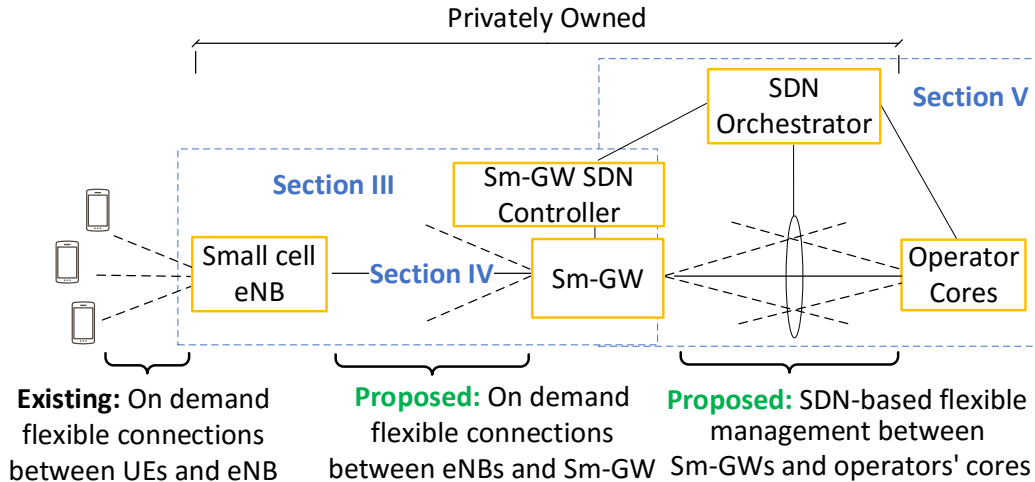 Privately Owned
SDN
Orchestrator
Section V
Section III
Sm-GW SDN
Controller
Small cell
eNB
Section IV
Sm-GW
Operator
Cores
Existing: On demand
flexible connections
between UEs and eNB
Proposed: On demand
flexible connections
between eNBs and Sm-GW
Proposed: SDN-based flexible
management between
Sm-GWs and operators' cores